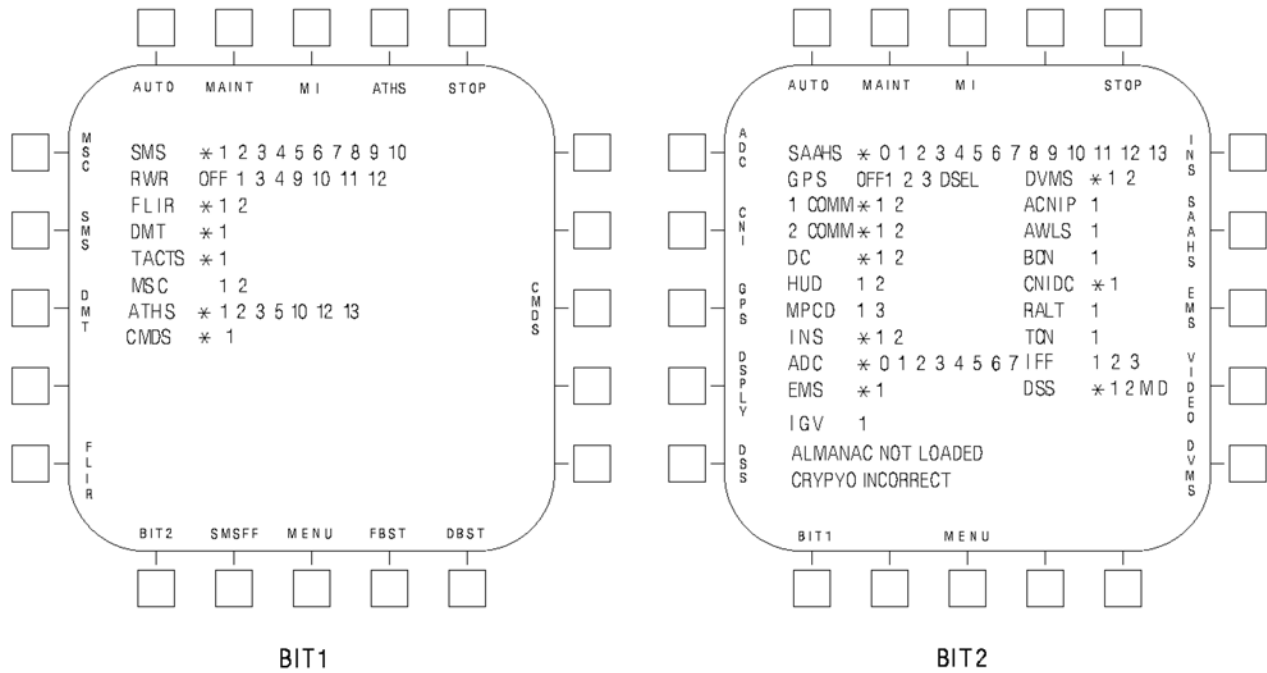 AUTO MAINT MI ATHS STOP
MSC
SMS
DMT
FLIR
SMS * 1 2 3 4 5 6 7 8 9 10
RWR OFF 1 3 4 9 10 11 12
FLIR * 1 2
DMT * 1
TACTS * 1
MSC 1 2
ATHS * 1 2 3 5 10 12 13
CMDS * 1
CMDS
BIT2 SMSFF MENU FBST DBST
BIT1
AUTO MAINT MI STOP
ADC
CNI
GPS
DSPLY
DSS
SAAHS * 0 1 2 3 4 5 6 7 8 9 10 11 12 13
GPS OFF1 2 3 DSEL DVMS * 1 2
1 COMM * 1 2 ACNIP 1
2 COMM * 1 2 AWLS 1
DC * 1 2 BCN 1
HUD 1 2 CNIDC * 1
MPCD 1 3 RALT 1
INS * 1 2 TCN 1
ADC * 0 1 2 3 4 5 6 7 IFF 1 2 3
EMS * 1 DSS * 1 2 MD
IGV 1
ALMANAC NOT LOADED
CRYPYO INCORRECT
INS
SAAHS
EMS
VIDEO
DVMS
BIT1 MENU
BIT2